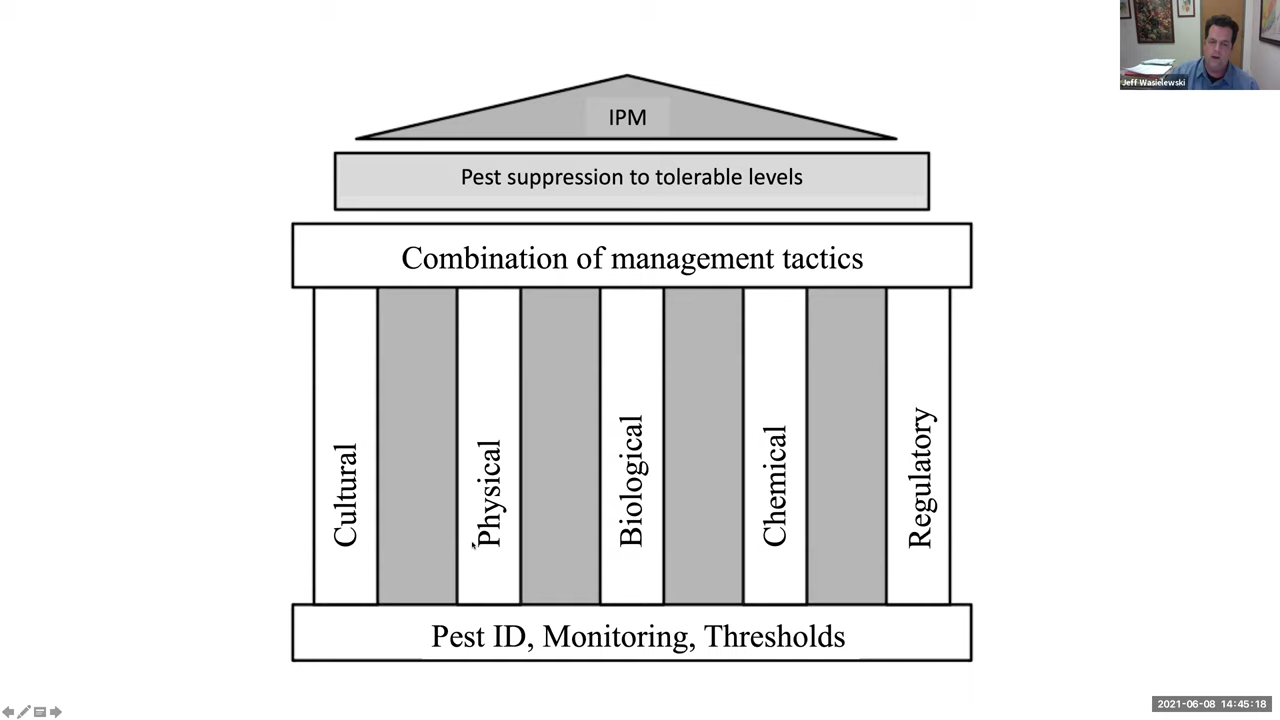 IPM
Pest suppression to tolerable levels
Combination of management tactics
Cultural
Physical
Biological
Chemical
Regulatory
Pest ID, Monitoring, Thresholds
Jeff Wasielewski
2021-06-08 14:45:18